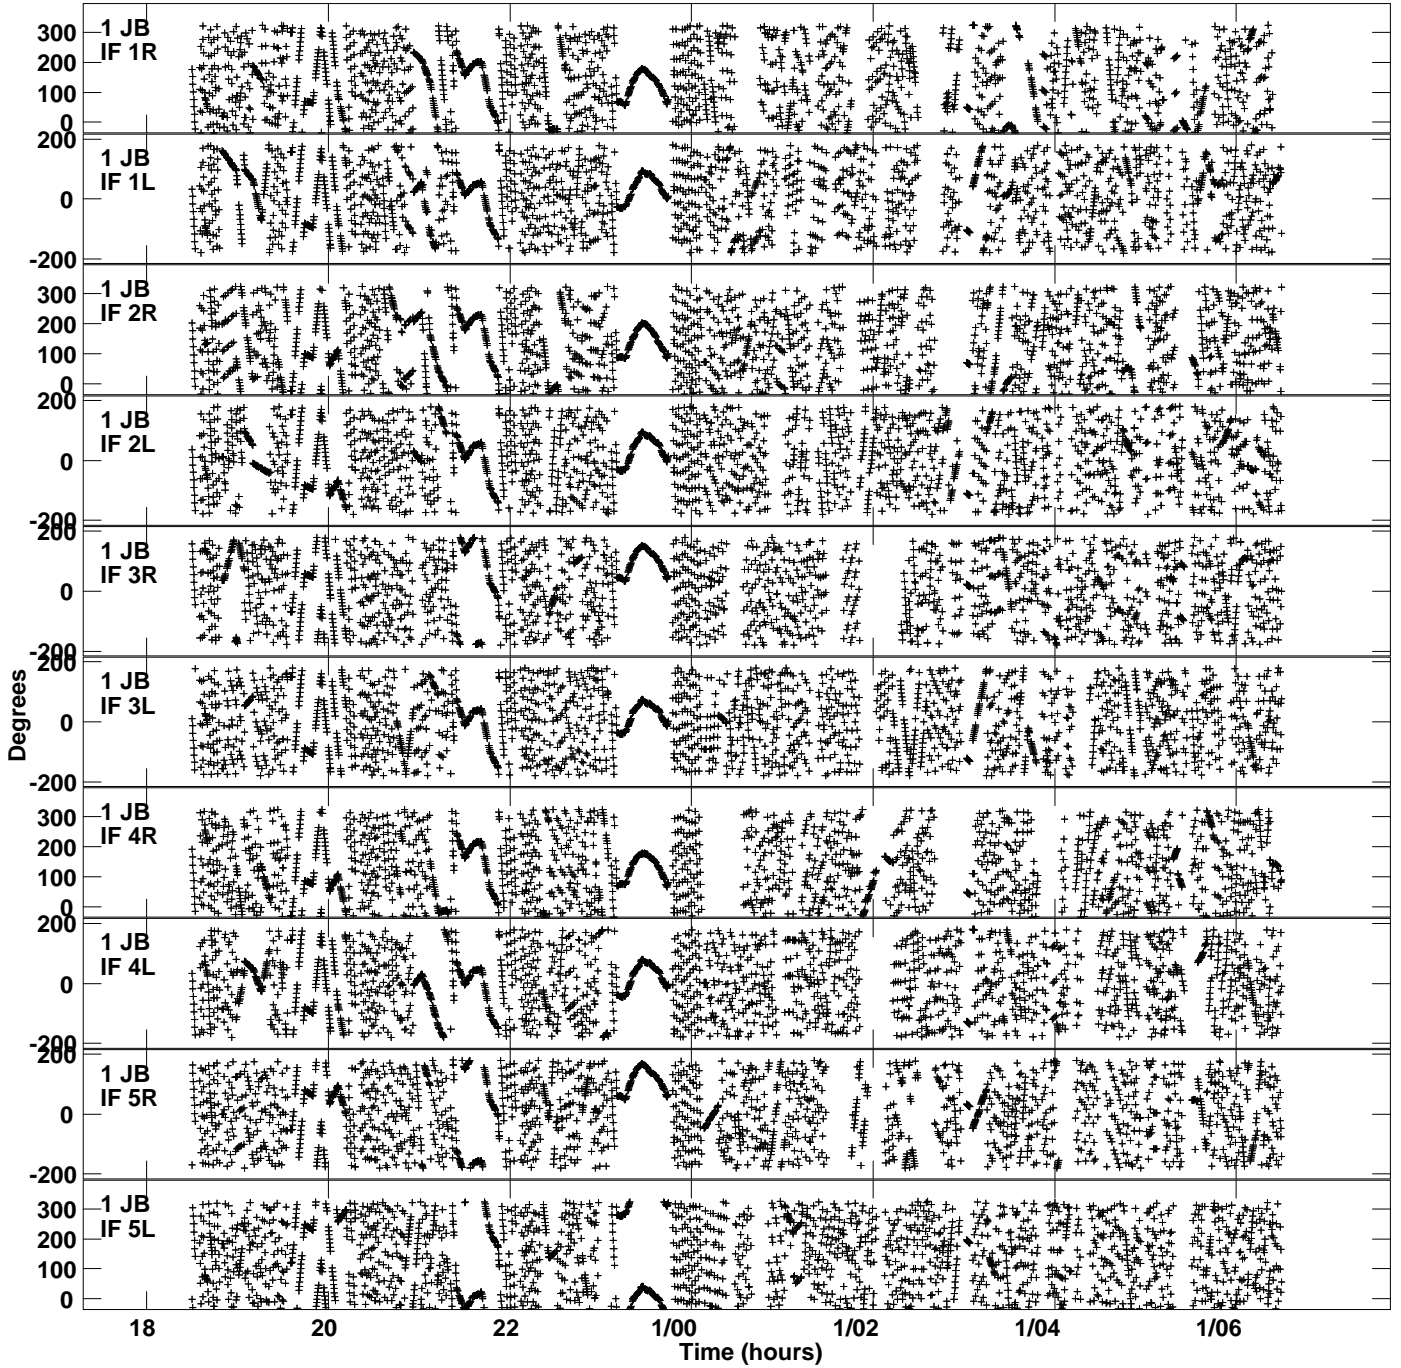 1 JB
IF 1R
300
200
100
0
1 JB
IF 1L
200
0
-200
1 JB
IF 2R
300
200
100
0
1 JB
IF 2L
200
0
-200
1 JB
IF 3R
200
0
-200
1 JB
IF 3L
200
0
-200
1 JB
IF 4R
300
200
100
0
1 JB
IF 4L
200
0
-200
1 JB
IF 5R
200
0
-200
1 JB
IF 5L
300
200
100
0
Degrees
18 20 22 1/00 1/02 1/04 1/06
Time (hours)